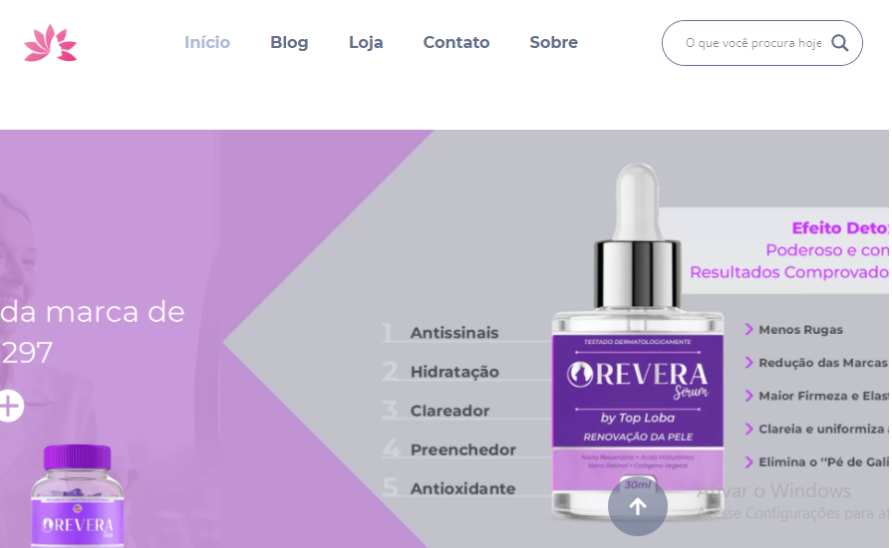 Início Blog Loja Contato Sobre
O que você procura hoje
da marca de
297
OREVERA
1 Antissinais
2 Hidratação
3 Clareador
4 Preenchedor
5 Antioxidante
TESTADO DERMATOLOGICAMENTE
OREVERA
Sérum
by Top Loba
RENOVAÇÃO DA PELE
Nano Resveratrol + Ácido Hialurônico
Nano Retinol + Colágeno Vegetal
30ml
Efeito Detox
Poderoso e com
Resultados Comprovado
Menos Rugas
Redução das Marcas
Maior Firmeza e Elast
Clareia e uniformiza a
Elimina o "Pé de Gali
Ativar o Windows
Acesse Configurações para at